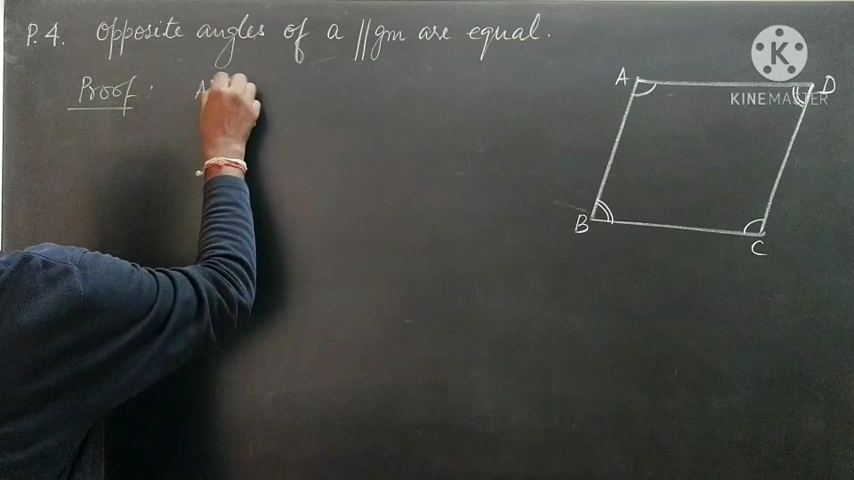 P.4. Opposite angles of a ||gm are equal.
Proof : A
A
D
K
KINEMASTER
B
C